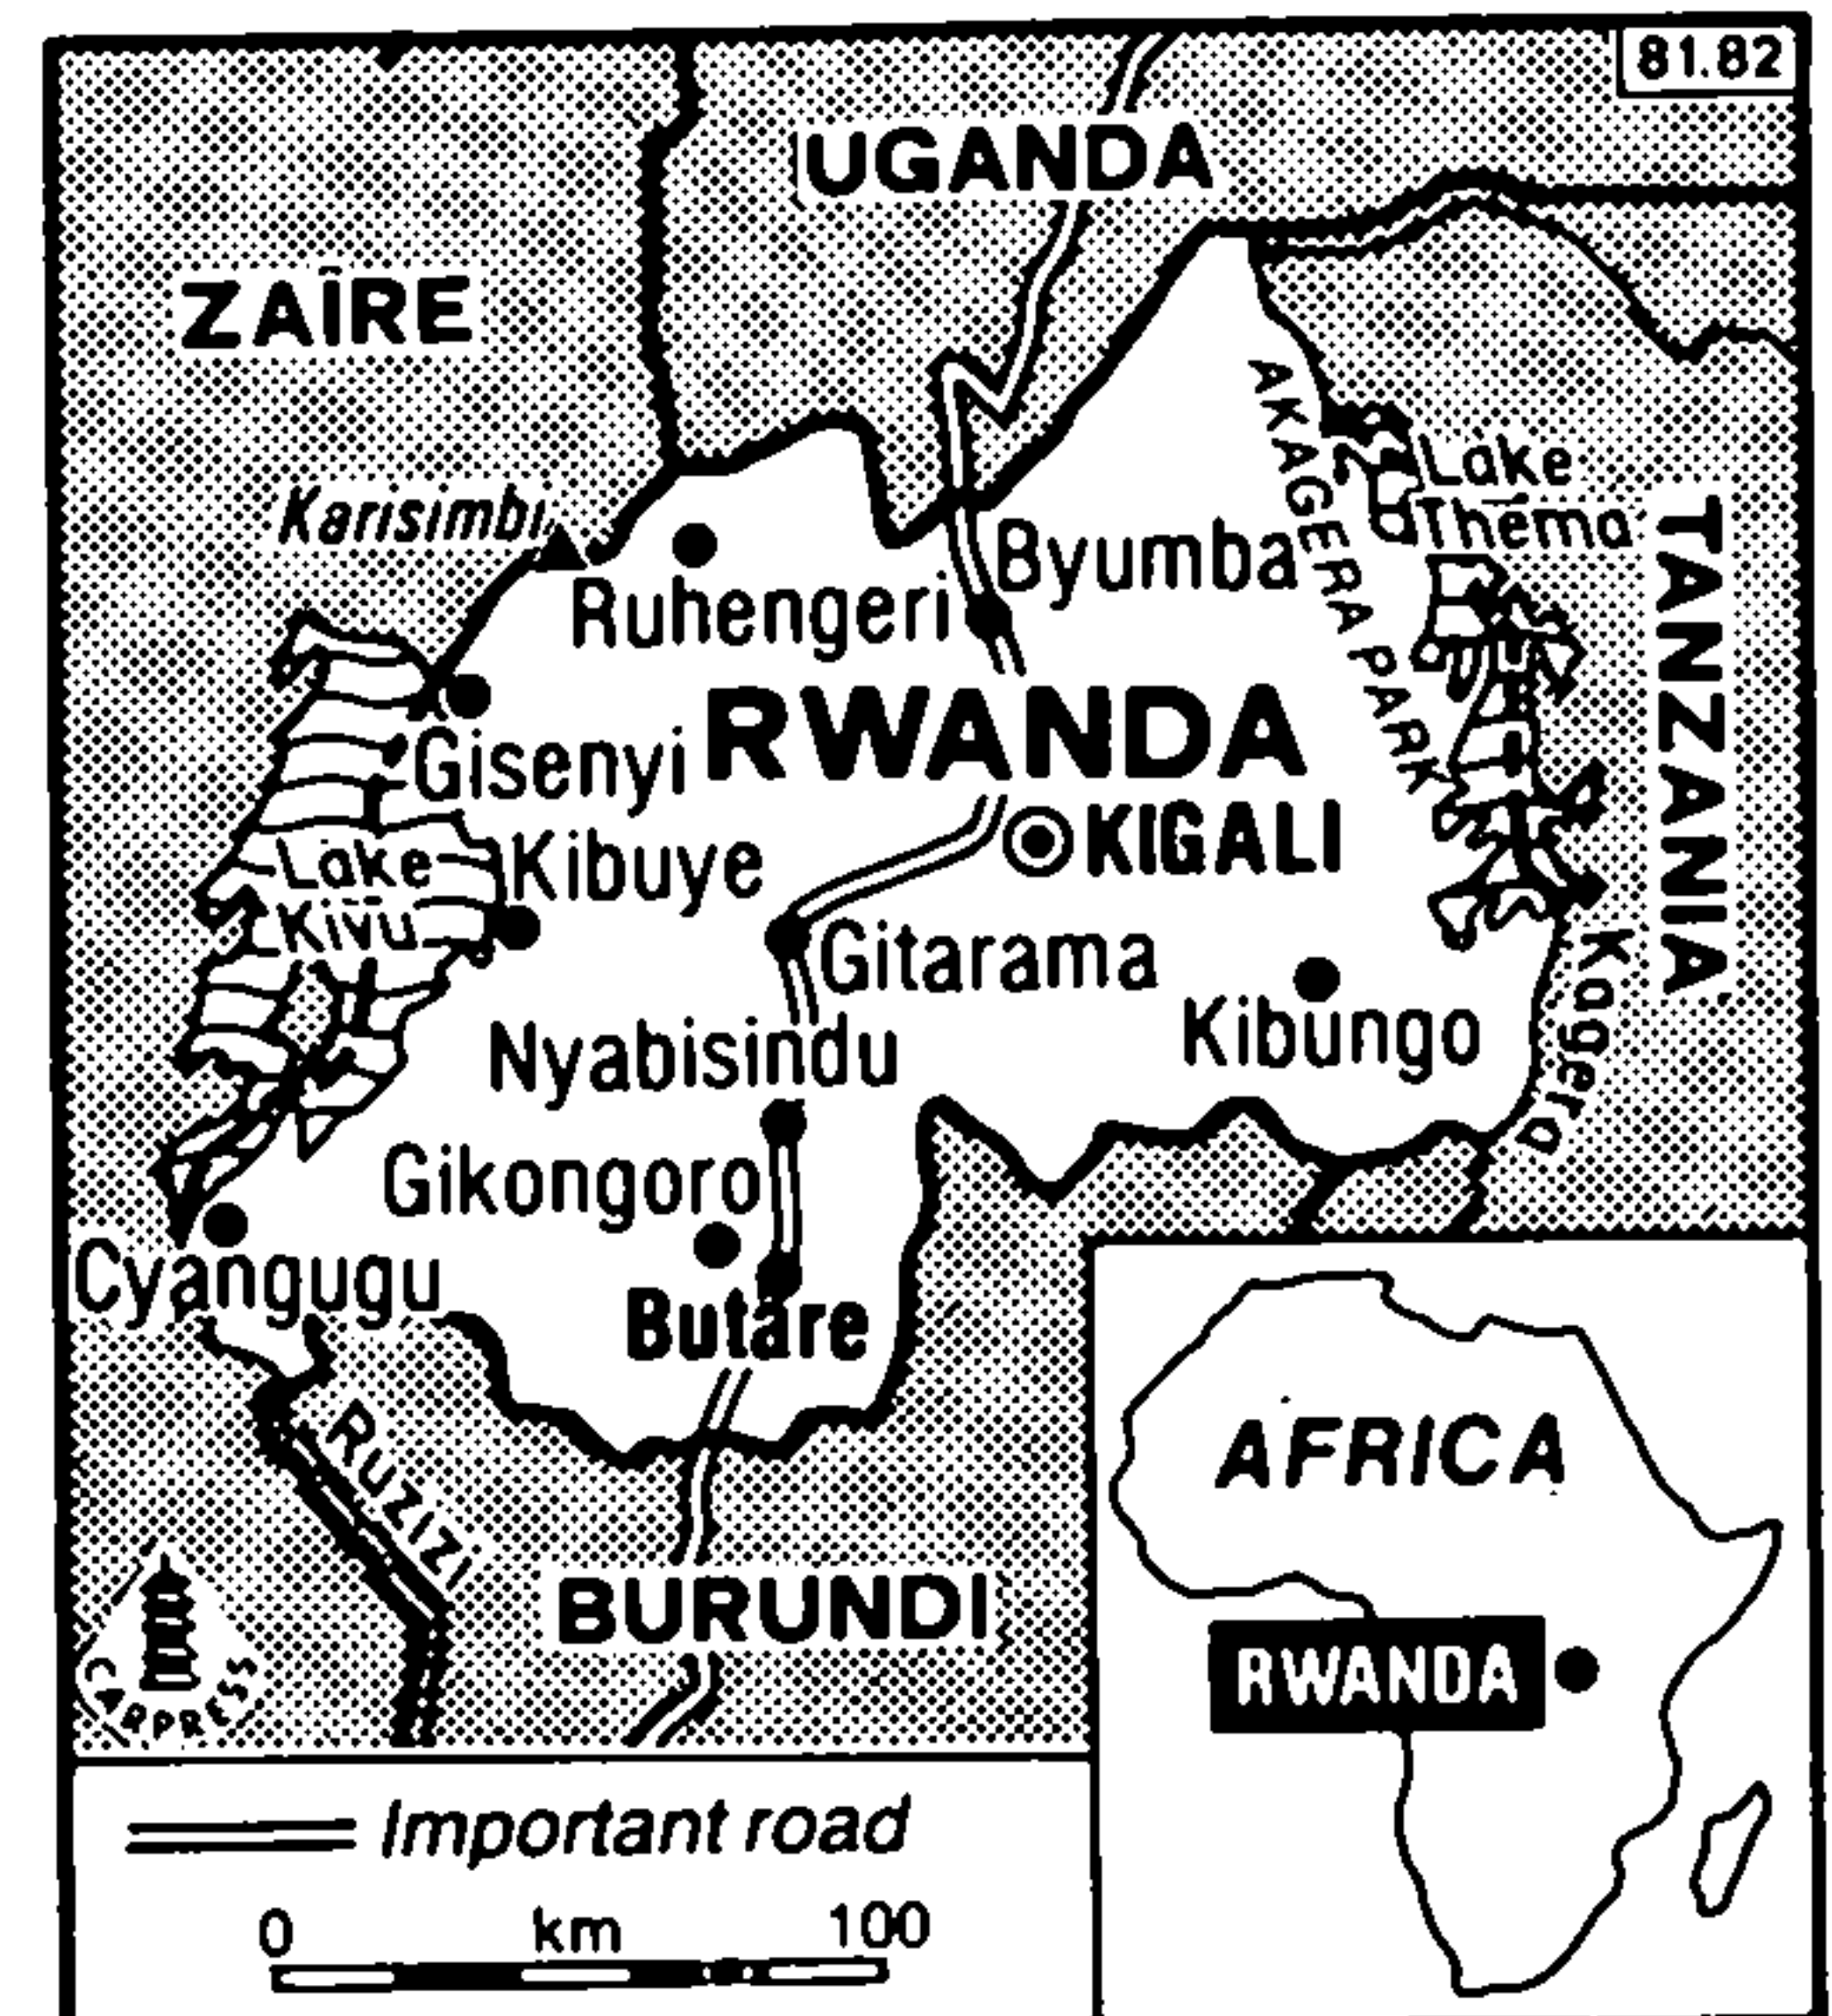 81.82
UGANDA
ZAÏRE
AKAGERA PARK
Lake
Théma
TANZANIA
Karisimbi
Byumba
Ruhengeri
RWANDA
Gisenyi
KIGALI
Lake
Kivu
Kibuye
Gitarama
Kagera
Kibungo
Nyabisindu
Gikongoro
Cyangugu
Butare
RUZIZI
AFRICA
BURUNDI
RWANDA
CARPRESS
Important road
0 km 100